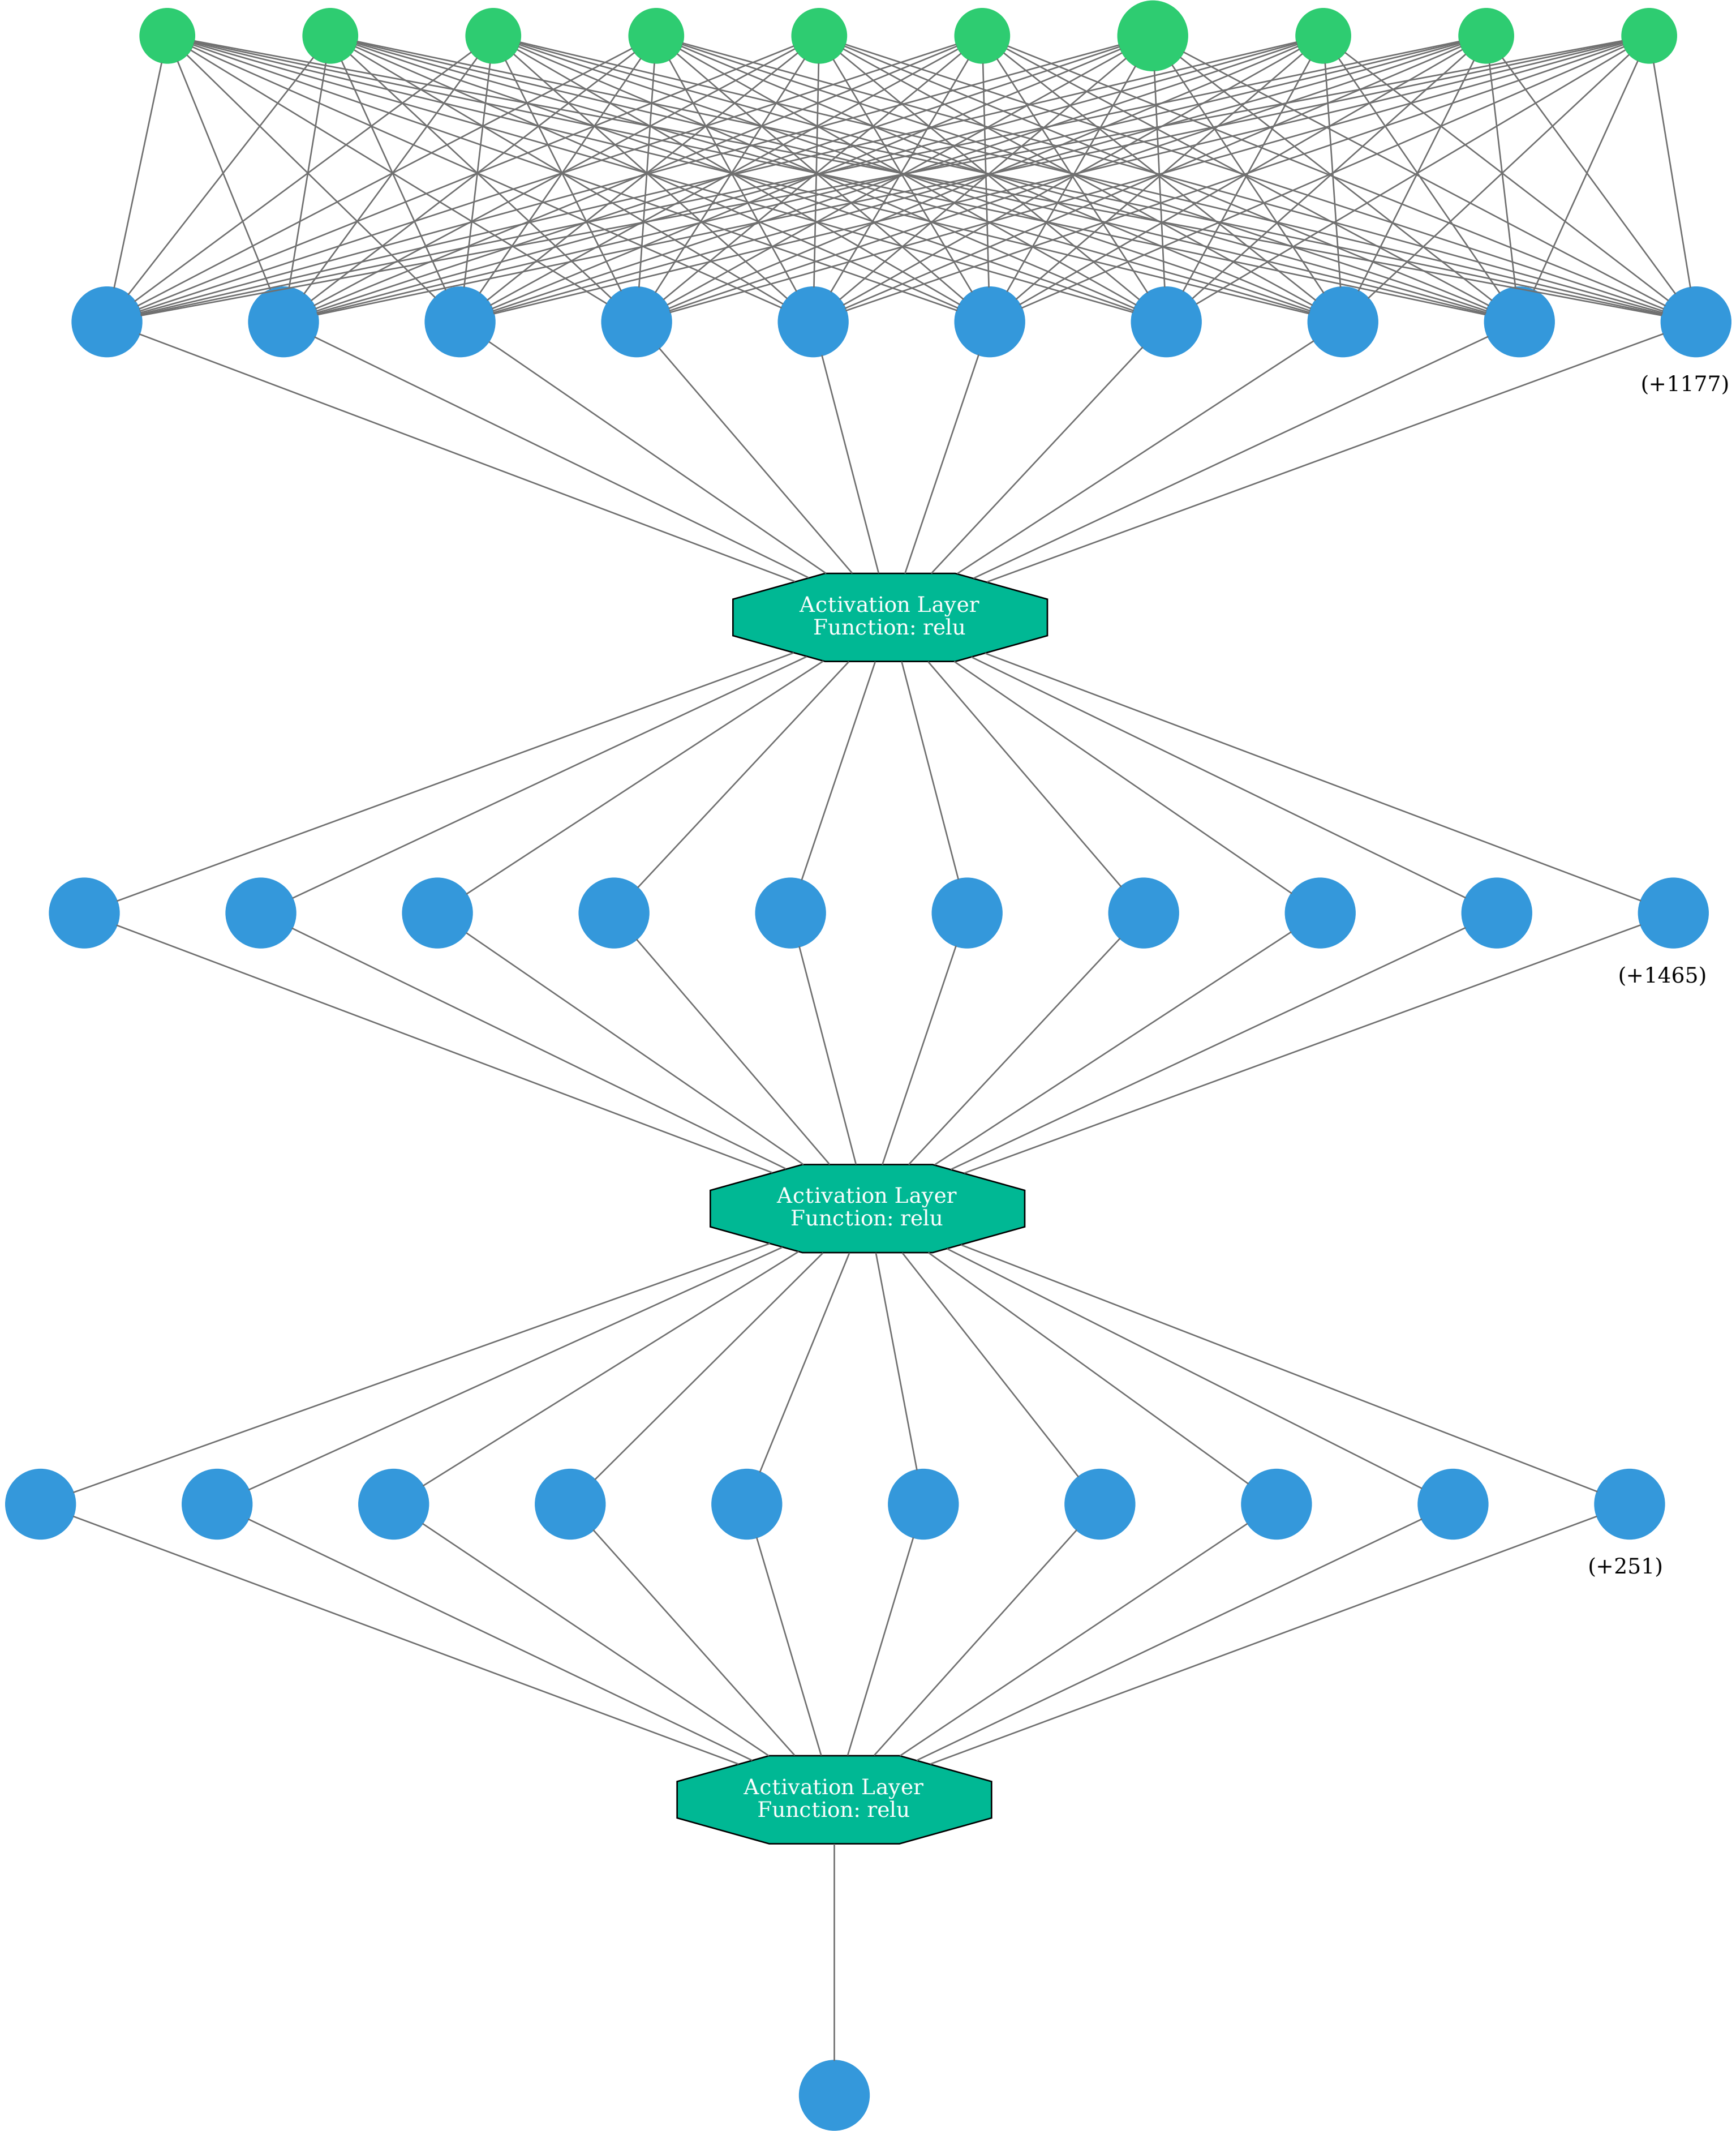 (+1177)
Activation Layer
Function: relu
(+1465)
Activation Layer
Function: relu
(+251)
Activation Layer
Function: relu